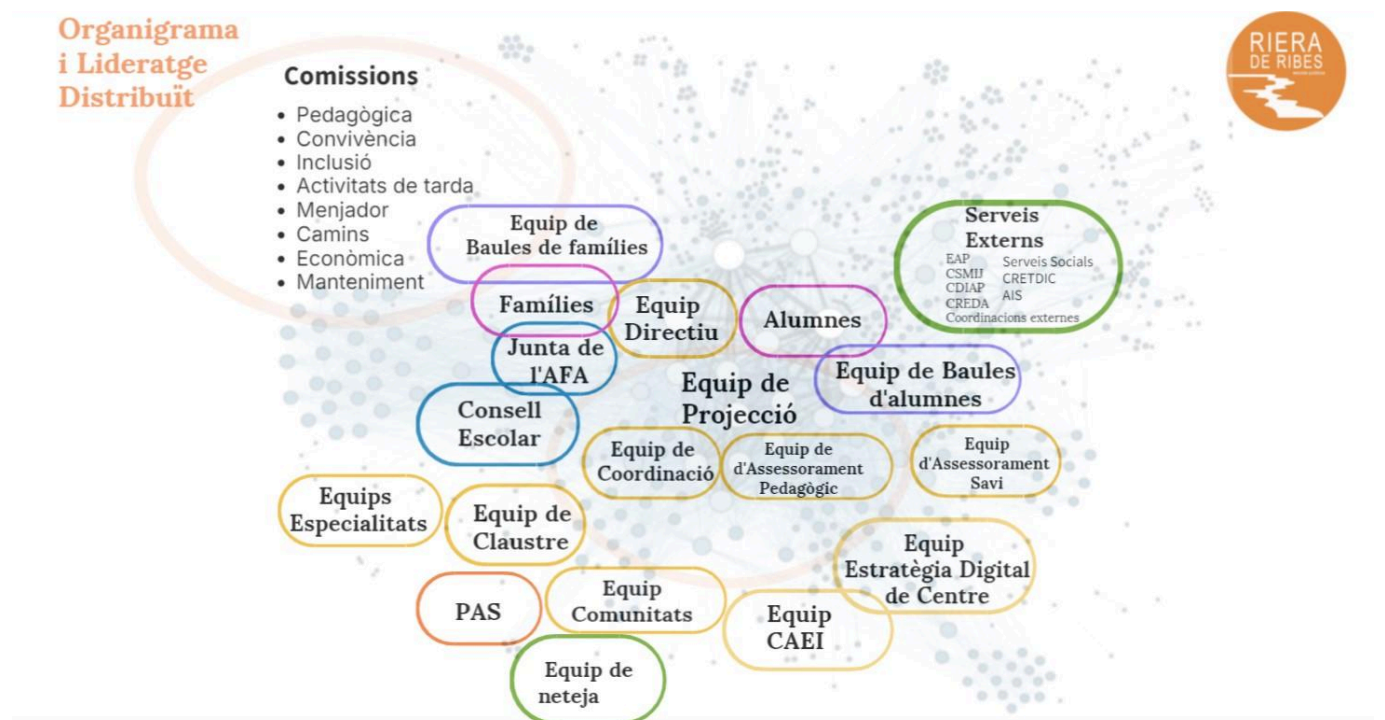 Organigrama
i Lideratge
Distribuït
RIERA
DE RIBES
Comissions
• Pedagògica
• Convivència
• Inclusió
• Activitats de tarda
• Menjador
• Camins
• Econòmica
• Manteniment
Equip de
Baules de famílies
Serveis
Externs
EAP
CSMIJ
CDIAP
CREDA
Serveis Socials
CRETDIC
AIS
Coordinacions externes
Famílies
Equip
Directiu
Alumnes
Junta de
l'AFA
Equip de
Projecció
Equip de Baules
d'alumnes
Consell
Escolar
Equip de
Coordinació
Equip de
d'Assessorament
Pedagògic
Equip
d'Assessorament
Savi
Equips
Especialitats
Equip de
Claustre
Equip
Estratègia Digital
de Centre
PAS
Equip
Comunitats
Equip
CAEI
Equip de
neteja